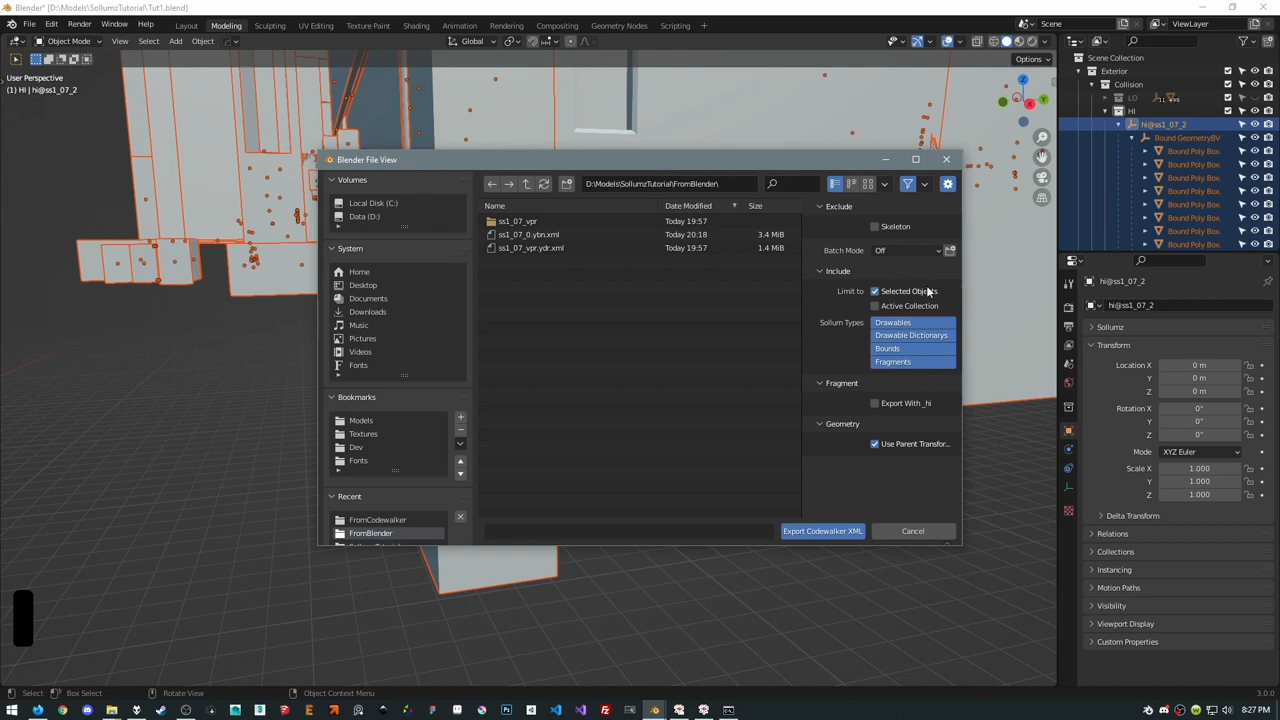 Blender* [D:\Models\SollumzTutorial\Tut1.blend]
File Edit Render Window Help Layout Modeling Sculpting UV Editing Texture Paint Shading Animation Rendering Compositing Geometry Nodes Scripting Scene ViewLayer
Object Mode View Select Add Object Global
Options
User Perspective
(1) HI | hi@ss1_07_2
Scene Collection
Exterior
Collision
LO
HI
hi@ss1_07_2
Bound GeometryBV
Bound Poly Box.
Bound Poly Box.
Bound Poly Box.
Bound Poly Box.
Bound Poly Box.
Bound Poly Box.
Bound Poly Box.
Bound Poly Box.
Blender File View
Volumes
Local Disk (C:)
Data (D:)
System
Home
Desktop
Documents
Downloads
Music
Pictures
Videos
Fonts
Bookmarks
Models
Textures
Dev
Fonts
Recent
FromCodewalker
FromBlender
D:\Models\SollumzTutorial\FromBlender\
Name Date Modified Size
ss1_07_vpr Today 19:57
ss1_07_0.ybn.xml Today 20:18 3.4 MiB
ss1_07_vpr.ydr.xml Today 19:57 1.4 MiB
Exclude
Skeleton
Batch Mode Off
Include
Limit to Selected Objects
Active Collection
Sollum Types Drawables
Drawable Dictionarys
Bounds
Fragments
Fragment
Export With _hi
Geometry
Use Parent Transfor...
Export Codewalker XML Cancel
hi@ss1_07_2
hi@ss1_07_2
Sollumz
Transform
Location X 0 m
Y 0 m
Z 0 m
Rotation X 0°
Y 0°
Z 0°
Mode XYZ Euler
Scale X 1.000
Y 1.000
Z 1.000
Delta Transform
Relations
Collections
Instancing
Motion Paths
Visibility
Viewport Display
Custom Properties
Select Box Select Rotate View Object Context Menu 3.0.0
8:27 PM